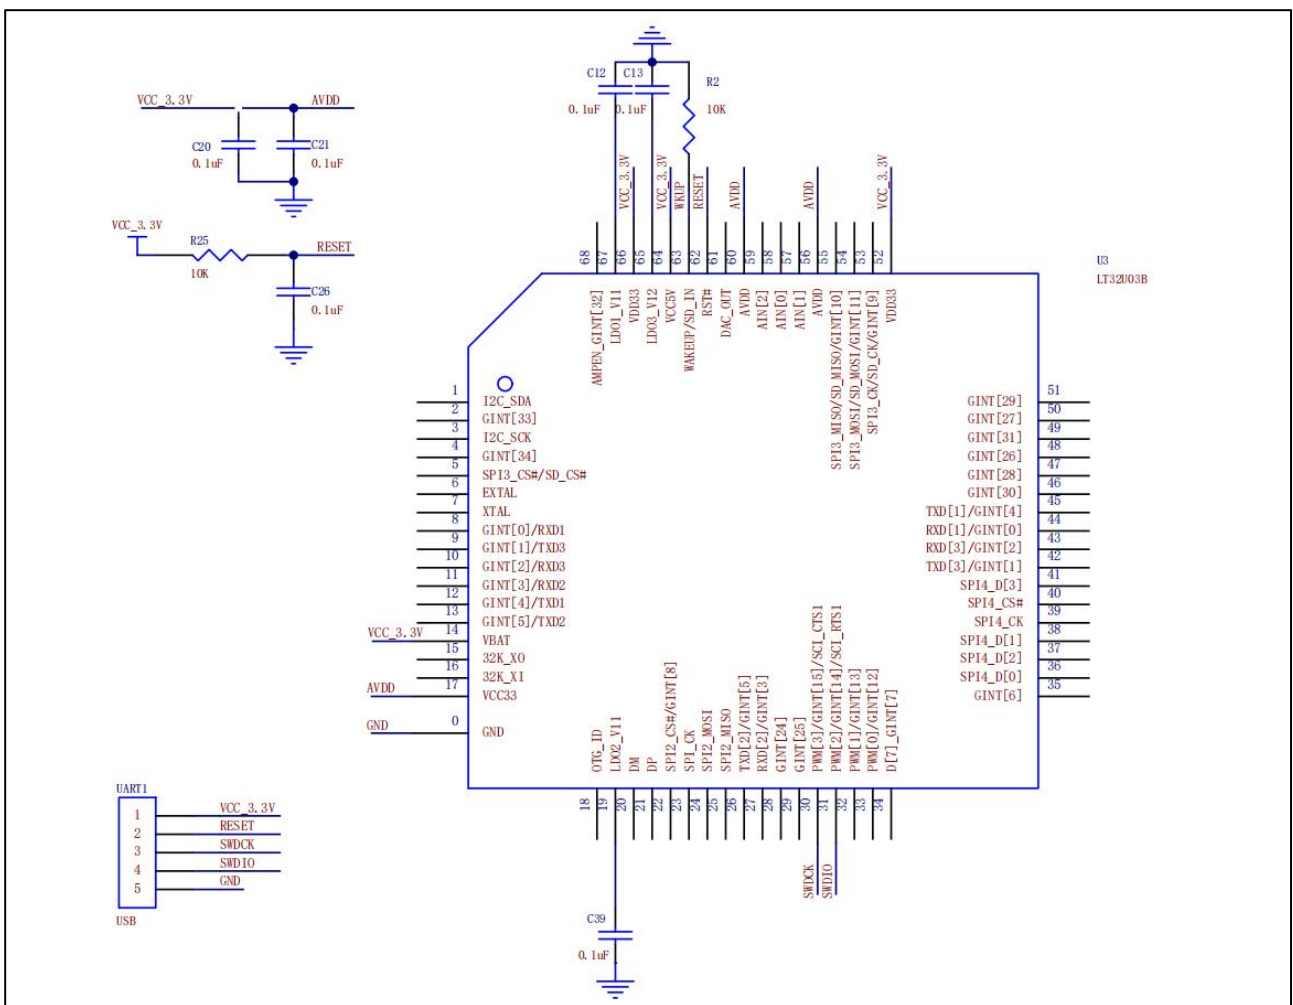 C12
C13
R2
0.1uF
0.1uF
10K
VCC_3.3V
AVDD
C20
C21
0.1uF
0.1uF
VCC_3.3V
R25
RESET
10K
C26
0.1uF
VCC_3.3V
VCC_3.3V
WKUP
RESET
AVDD
AVDD
VCC_3.3V
68
67
66
65
64
63
62
61
60
59
58
57
56
55
54
53
52
U3
LT32U03B
AMPEN_GINT[32]
LDO1_V11
VDD33
LDO3_V12
VCC5V
WAKEUP/SD_IN
RST#
DAC_OUT
AVDD
AIN[2]
AIN[0]
AIN[1]
AVDD
SPI3_MISO/SD_MISO/GINT[10]
SPI3_MOSI/SD_MOSI/GINT[11]
SPI3_CK/SD_CK/GINT[9]
VDD33
1 I2C_SDA
2 GINT[33]
3 I2C_SCK
4 GINT[34]
5 SPI3_CS#/SD_CS#
6 EXTAL
7 XTAL
8 GINT[0]/RXD1
9 GINT[1]/TXD3
10 GINT[2]/RXD3
11 GINT[3]/RXD2
12 GINT[4]/TXD1
13 GINT[5]/TXD2
VCC_3.3V 14 VBAT
15 32K_XO
16 32K_XI
AVDD 17 VCC33
GND 0 GND
GINT[29] 51
GINT[27] 50
GINT[31] 49
GINT[26] 48
GINT[28] 47
GINT[30] 46
TXD[1]/GINT[4] 45
RXD[1]/GINT[0] 44
RXD[3]/GINT[2] 43
TXD[3]/GINT[1] 42
SPI4_D[3] 41
SPI4_CS# 40
SPI4_CK 39
SPI4_D[1] 38
SPI4_D[2] 37
SPI4_D[0] 36
GINT[6] 35
OTG_ID
LDO2_V11
DM
DP
SPI2_CS#/GINT[8]
SPI_CK
SPI2_MOSI
SPI2_MISO
TXD[2]/GINT[5]
RXD[2]/GINT[3]
GINT[24]
GINT[25]
PWM[3]/GINT[15]/SCI_CTS1
PWM[2]/GINT[14]/SCI_RTS1
PWM[1]/GINT[13]
PWM[0]/GINT[12]
D[7]_GINT[7]
18
19
20
21
22
23
24
25
26
27
28
29
30
31
32
33
34
SWDCK
SWDIO
UART1
1 VCC_3.3V
2 RESET
3 SWDCK
4 SWDIO
5 GND
USB
C39
0.1uF